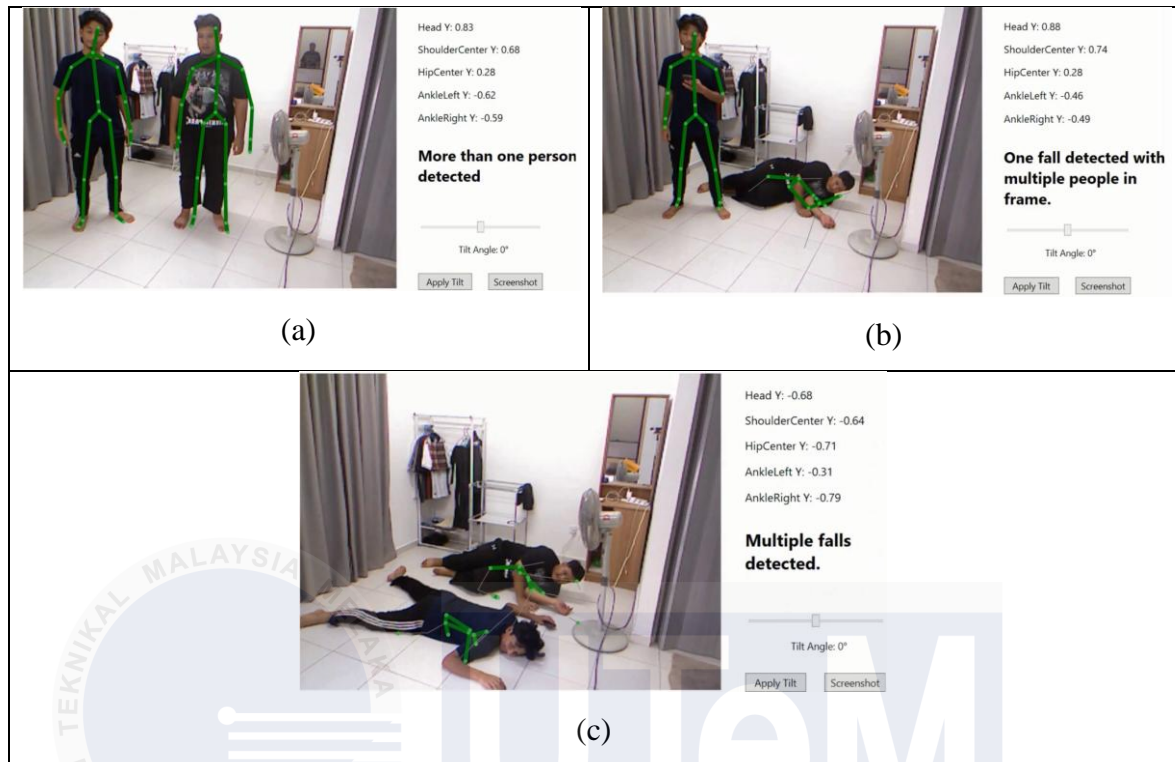 Head Y: 0.83
ShoulderCenter Y: 0.68
HipCenter Y: 0.28
AnkleLeft Y: -0.62
AnkleRight Y: -0.59
More than one person
detected
Tilt Angle: 0°
Apply Tilt
Screenshot
(a)
Head Y: 0.88
ShoulderCenter Y: 0.74
HipCenter Y: 0.28
AnkleLeft Y: -0.46
AnkleRight Y: -0.49
One fall detected with
multiple people in
frame.
Tilt Angle: 0°
Apply Tilt
Screenshot
(b)
Head Y: -0.68
ShoulderCenter Y: -0.64
HipCenter Y: -0.71
AnkleLeft Y: -0.31
AnkleRight Y: -0.79
Multiple falls
detected.
Tilt Angle: 0°
Apply Tilt
Screenshot
(c)
TEKNIKAL MALAYSIA
UTeM